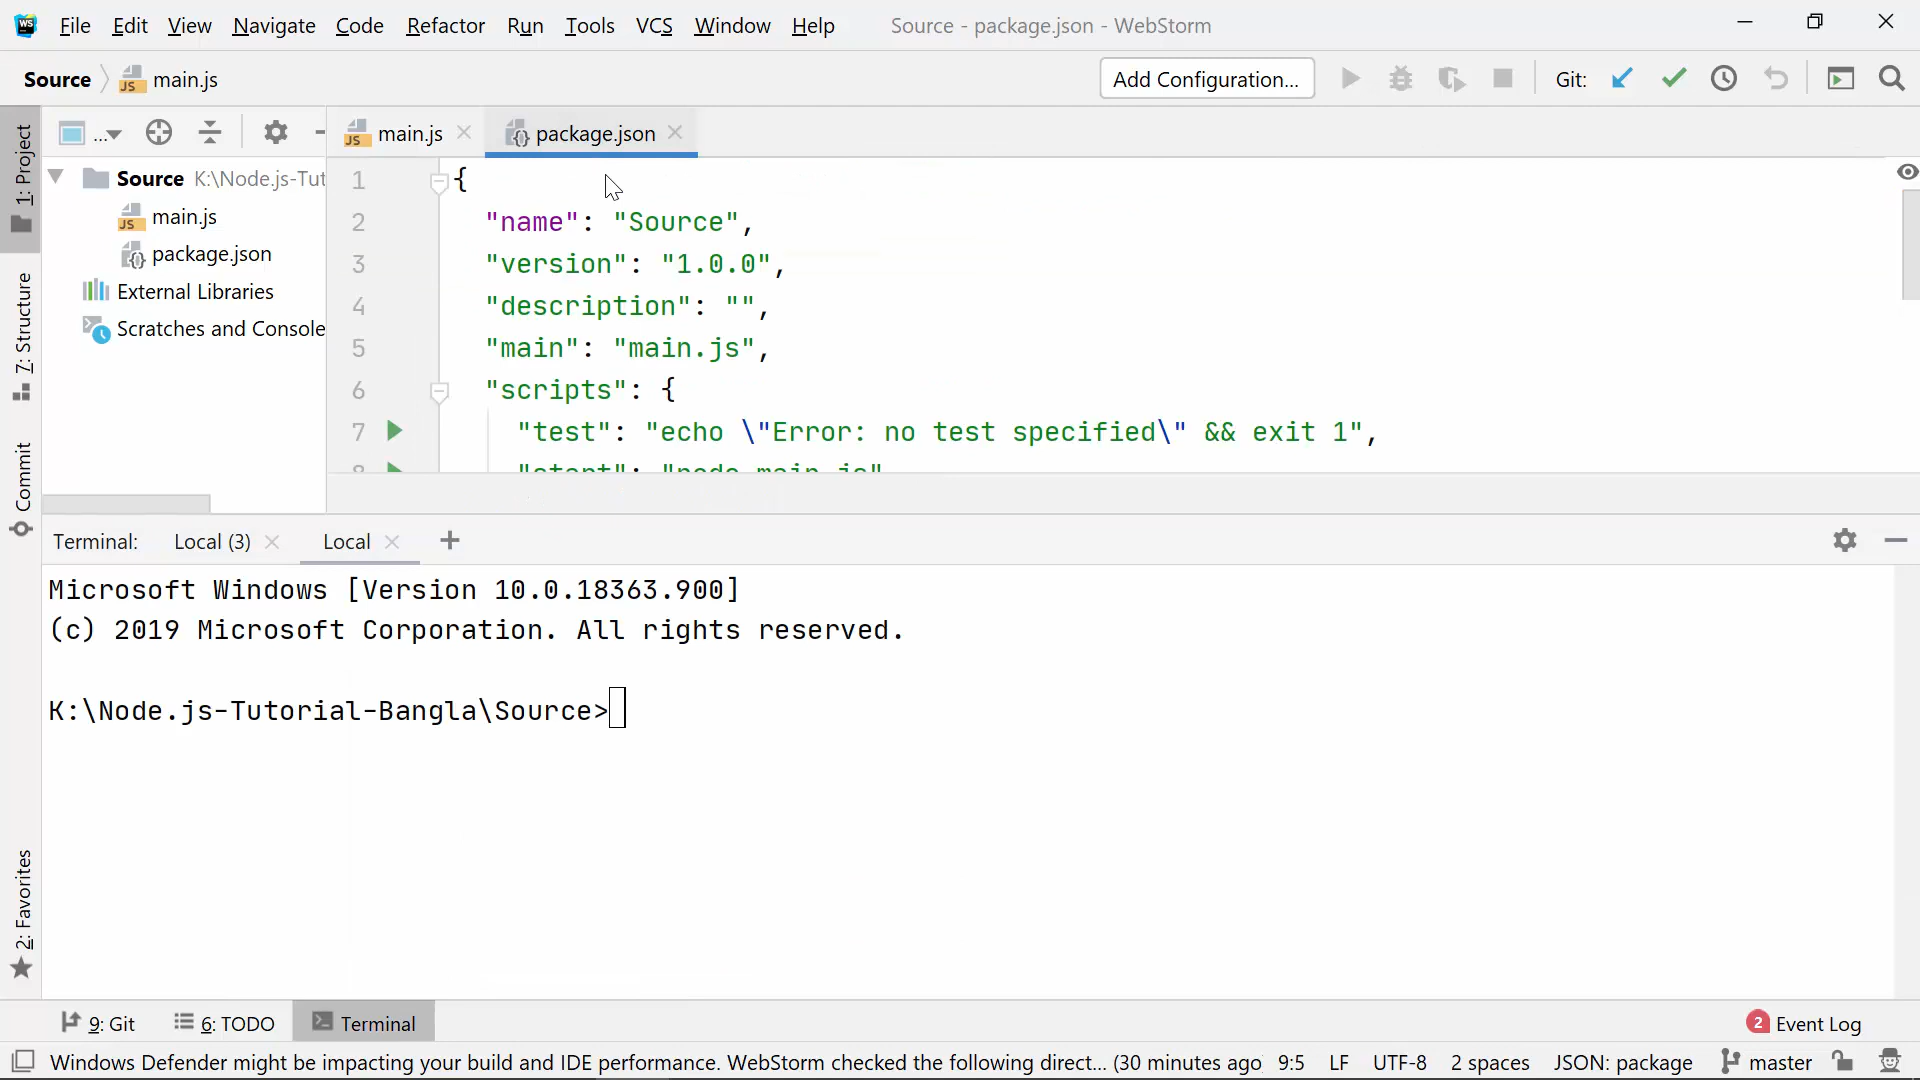 File Edit View Navigate Code Refactor Run Tools VCS Window Help Source - package.json - WebStorm
Source main.js Add Configuration... Git:
1: Project
7: Structure
Commit
2: Favorites
...
Source K:\Node.js-Tut
main.js
package.json
External Libraries
Scratches and Console
main.js package.json
1 {
2 "name": "Source",
3 "version": "1.0.0",
4 "description": "",
5 "main": "main.js",
6 "scripts": {
7 "test": "echo \"Error: no test specified\" && exit 1",
8 "start": "node main.js"
Terminal: Local (3) Local +
Microsoft Windows [Version 10.0.18363.900]
(c) 2019 Microsoft Corporation. All rights reserved.
K:\Node.js-Tutorial-Bangla\Source>
9: Git 6: TODO Terminal 2 Event Log
Windows Defender might be impacting your build and IDE performance. WebStorm checked the following direct... (30 minutes ago 9:5 LF UTF-8 2 spaces JSON: package master